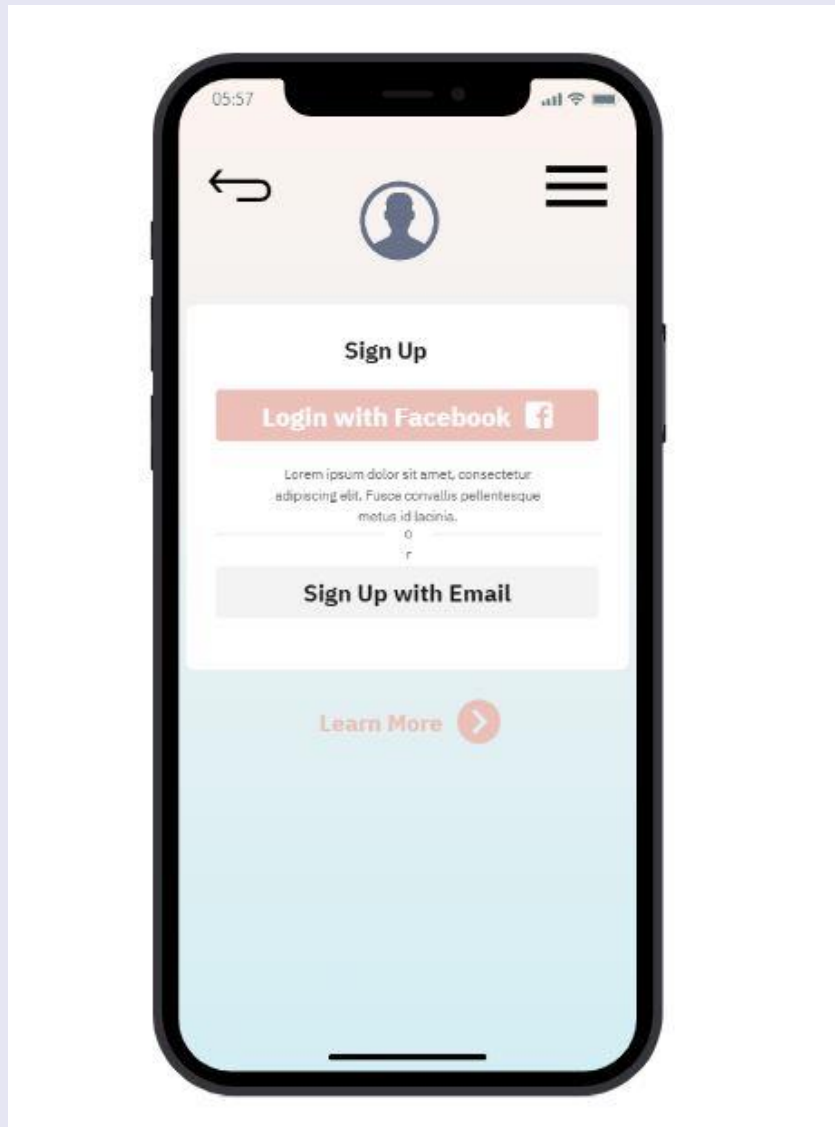 05:57
Sign Up
Login with Facebook
Lorem ipsum dolor sit amet, consectetur
adipiscing elit. Fusce convallis pellentesque
metus id lacinia.
o
r
Sign Up with Email
Learn More